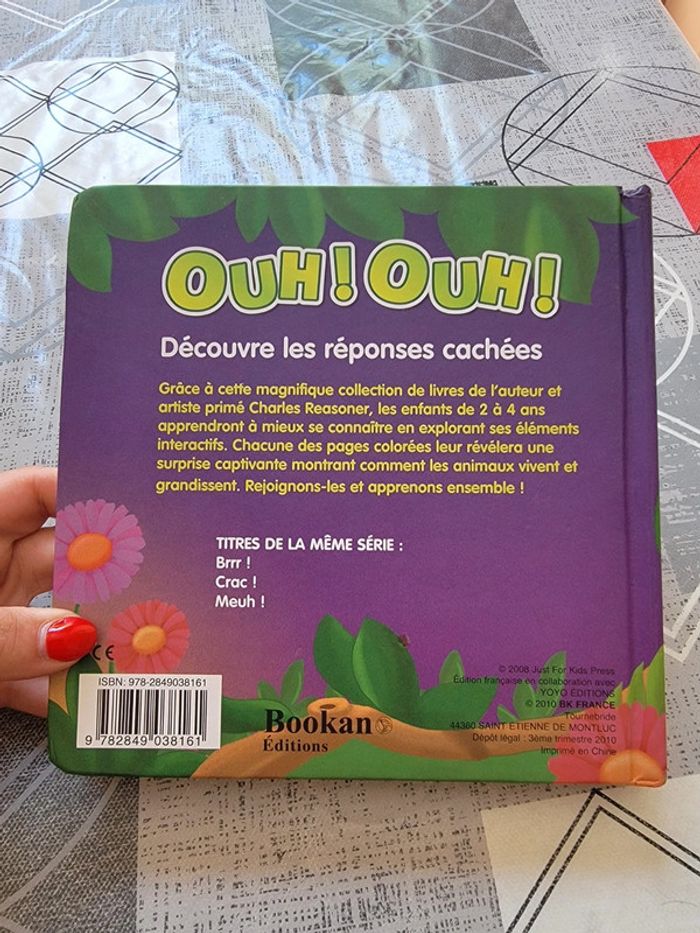 OUH ! OUH !
Découvre les réponses cachées
Grâce à cette magnifique collection de livres de l'auteur et
artiste primé Charles Reasoner, les enfants de 2 à 4 ans
apprendront à mieux se connaître en explorant ses éléments
interactifs. Chacune des pages colorées leur révélera une
surprise captivante montrant comment les animaux vivent et
grandissent. Rejoignons-les et apprenons ensemble !
TITRES DE LA MÊME SÉRIE :
Brrr !
Crac !
Meuh !
CE
ISBN: 978-2849038161
9 782849 038161
Bookan
Éditions
© 2008 Just For Kids Press
Édition française en collaboration avec
YOYO ÉDITIONS
© 2010 BK FRANCE
Tournebride
44360 SAINT ÉTIENNE DE MONTLUC
Dépôt légal : 3ème trimestre 2010
Imprimé en Chine